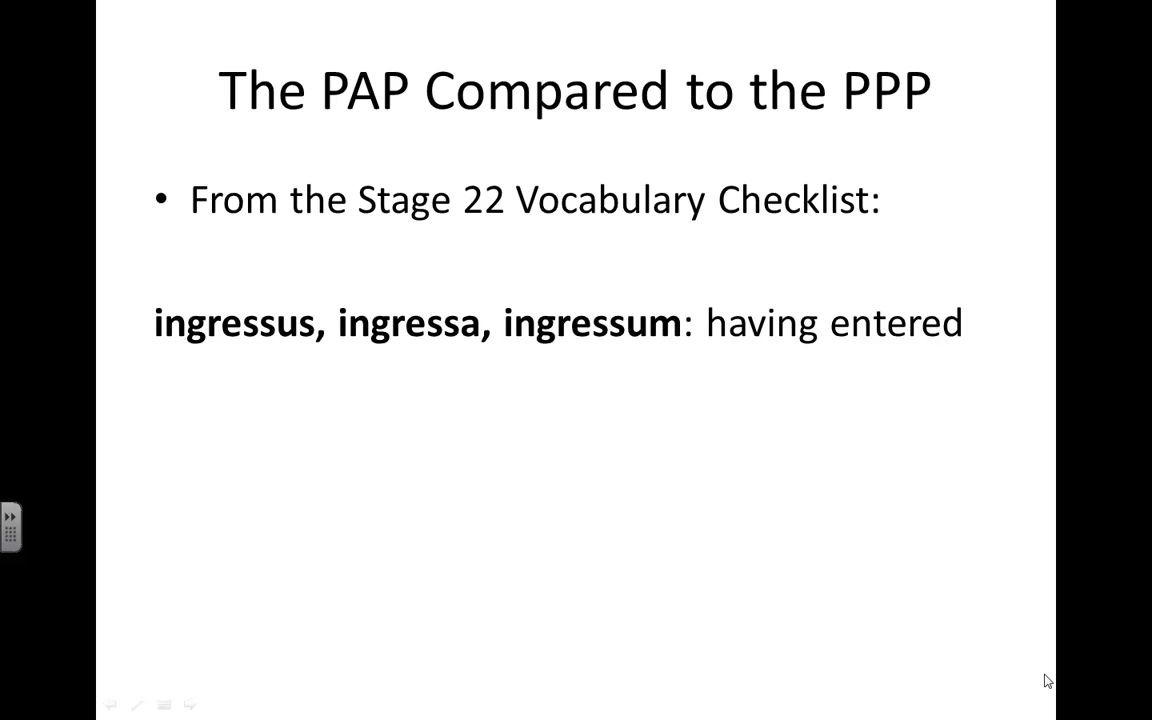 The PAP Compared to the PPP
• From the Stage 22 Vocabulary Checklist:
ingressus, ingressa, ingressum: having entered